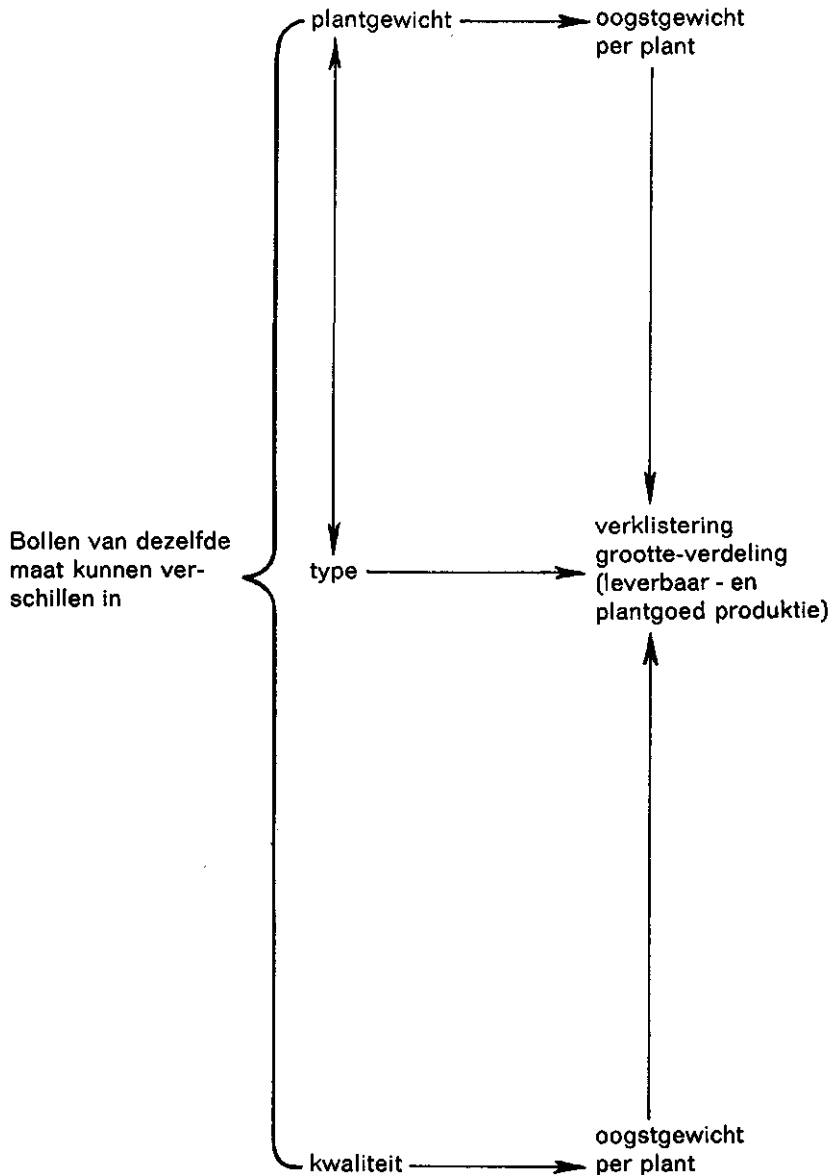 plantgewicht
oogstgewicht
per plant
Bollen van dezelfde
maat kunnen ver-
schillen in
type
verklistering
grootte-verdeling
(leverbaar - en
plantgoed produktie)
kwaliteit
oogstgewicht
per plant